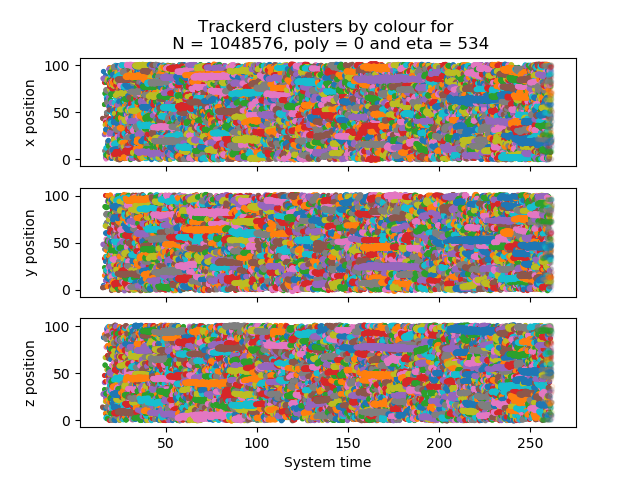 Trackerd clusters by colour for
N = 1048576, poly = 0 and eta = 534
100
50
0
x position
100
50
0
y position
100
50
0
z position
50 100 150 200 250
System time